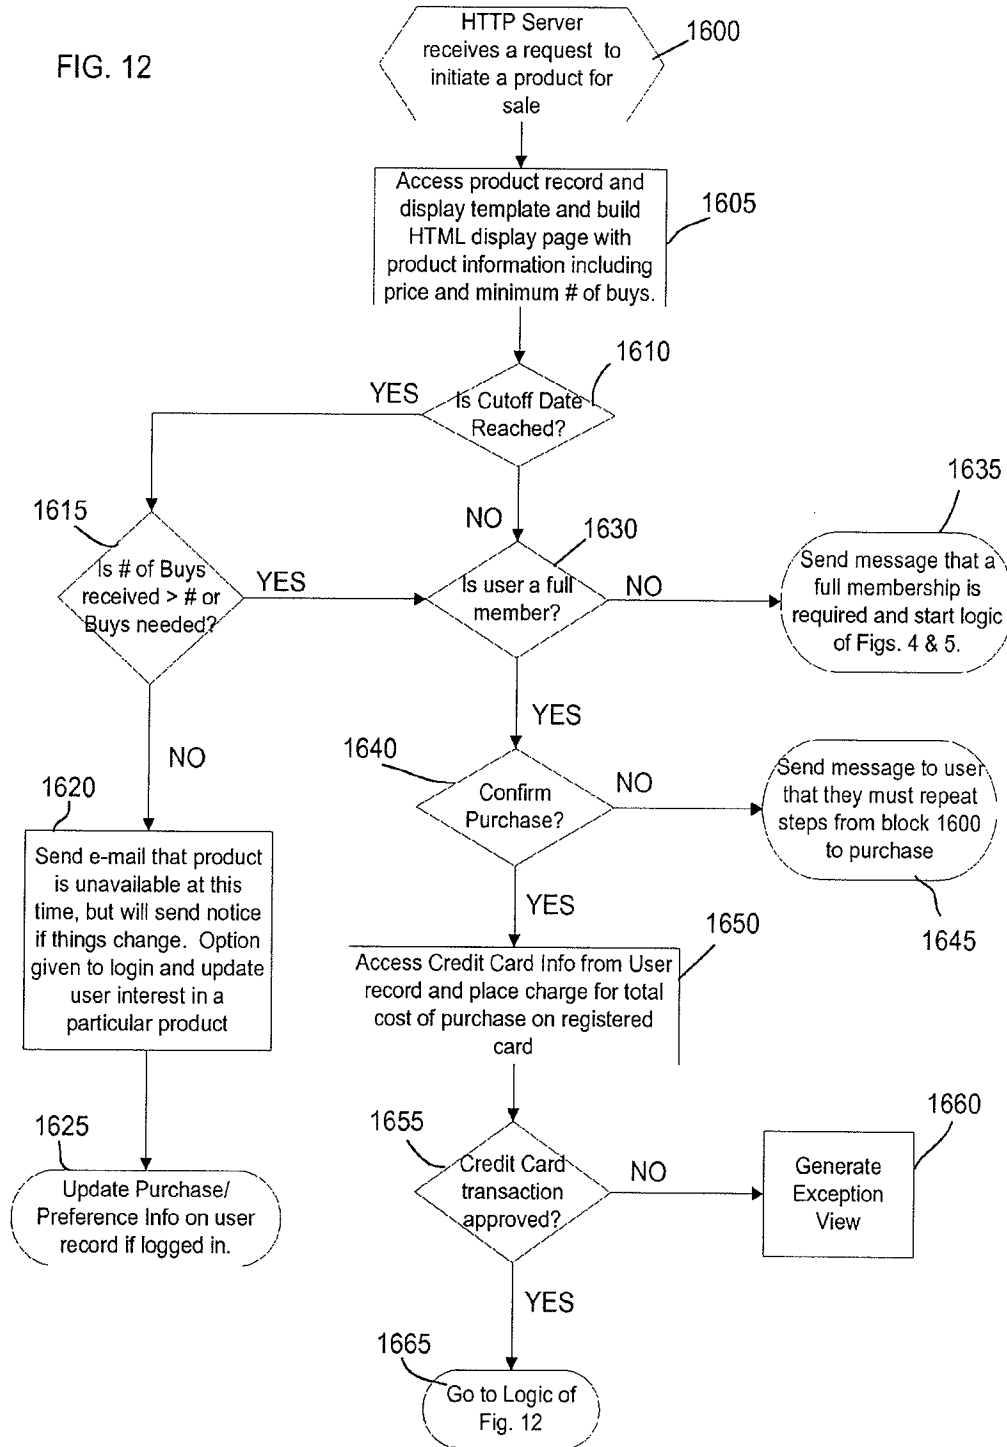 FIG. 12
HTTP Server
receives a request to
initiate a product for
sale
1600
Access product record and
display template and build
HTML display page with
product information including
price and minimum # of buys.
1605
1610
Is Cutoff Date
Reached?
YES
NO
1615
Is # of Buys
received > # or
Buys needed?
YES
NO
1630
Is user a full
member?
NO
YES
1635
Send message that a
full membership is
required and start logic
of Figs. 4 & 5.
1640
Confirm
Purchase?
NO
YES
Send message to user
that they must repeat
steps from block 1600
to purchase
1645
1620
Send e-mail that product
is unavailable at this
time, but will send notice
if things change. Option
given to login and update
user interest in a
particular product
1650
Access Credit Card Info from User
record and place charge for total
cost of purchase on registered
card
1625
Update Purchase/
Preference Info on user
record if logged in.
1655
Credit Card
transaction
approved?
NO
YES
1660
Generate
Exception
View
1665
Go to Logic of
Fig. 12